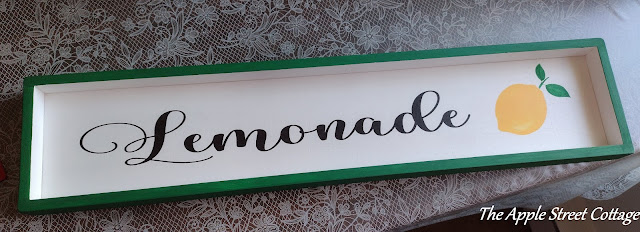 Lemonade
The Apple Street Cottage